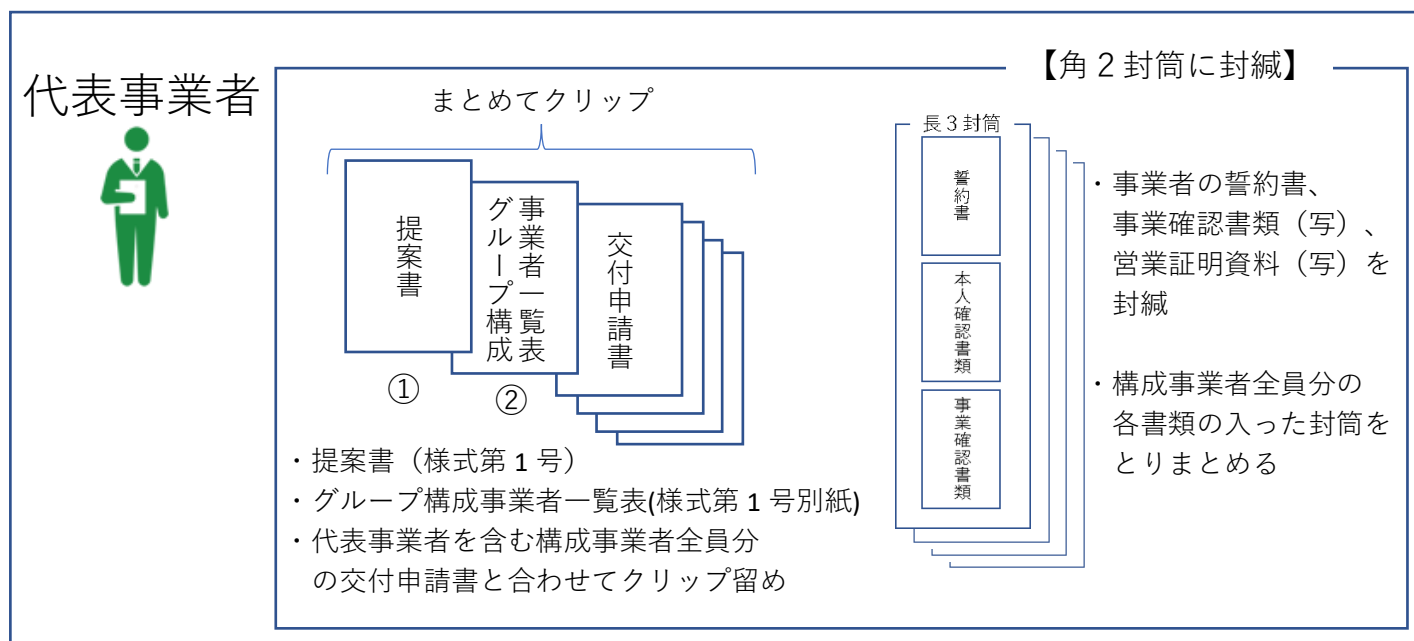 代表事業者
【角２封筒に封緘】
まとめてクリップ
提案書
①
グループ構成
事業者一覧表
②
交付申請書
・提案書（様式第1号）
・グループ構成事業者一覧表(様式第1号別紙)
・代表事業者を含む構成事業者全員分
の交付申請書と合わせてクリップ留め
長３封筒
誓約書
本人確認書類
事業確認書類
・事業者の誓約書、
事業確認書類（写）、
営業証明資料（写）を
封緘
・構成事業者全員分の
各書類の入った封筒を
とりまとめる